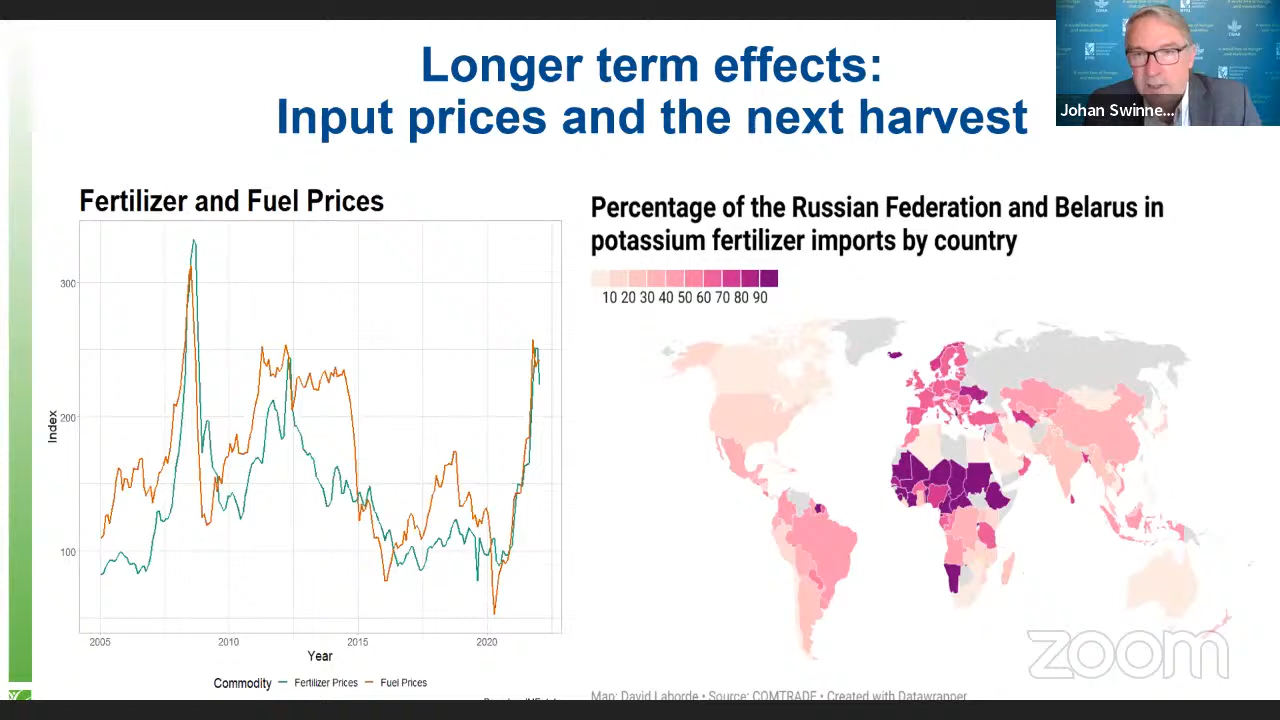 Longer term effects:
Input prices and the next harvest
Johan Swinne...
Fertilizer and Fuel Prices
Index
300
200
100
2005
2010
2015
2020
Year
Commodity
Fertilizer Prices
Fuel Prices
Percentage of the Russian Federation and Belarus in
potassium fertilizer imports by country
10 20 30 40 50 60 70 80 90
zoom
Map: David Laborde • Source: COMTRADE • Created with Datawrapper